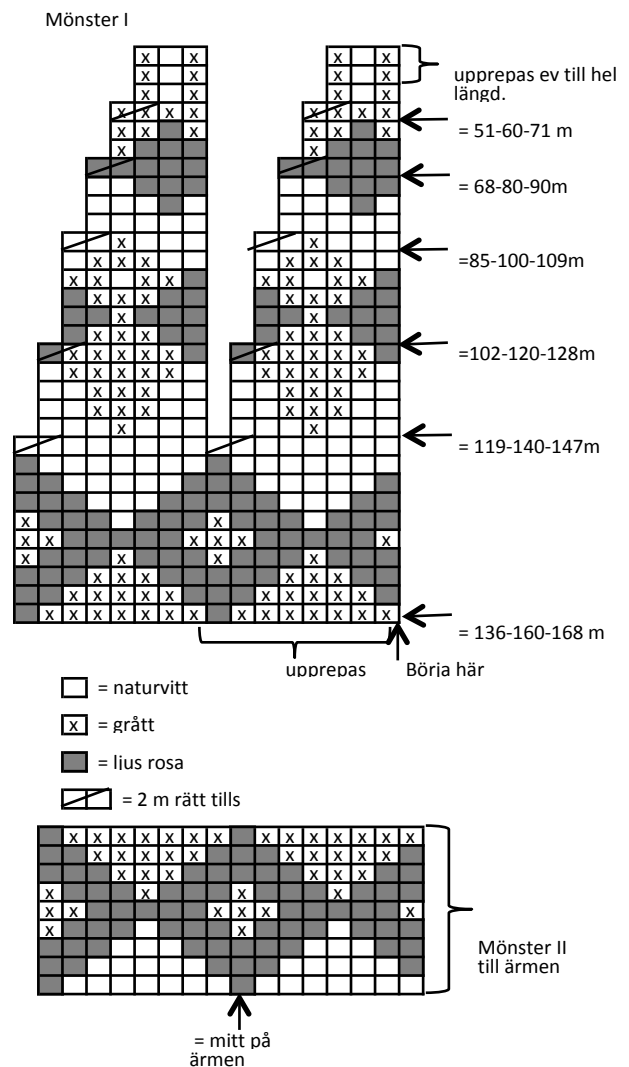 Mönster I
upprepas ev till hel
längd.
= 51-60-71 m
= 68-80-90m
=85-100-109m
=102-120-128m
= 119-140-147m
= 136-160-168 m
upprepas
Börja här
= naturvitt
x = grått
= ljus rosa
= 2 m rätt tills
Mönster II
till ärmen
= mitt på
ärmen